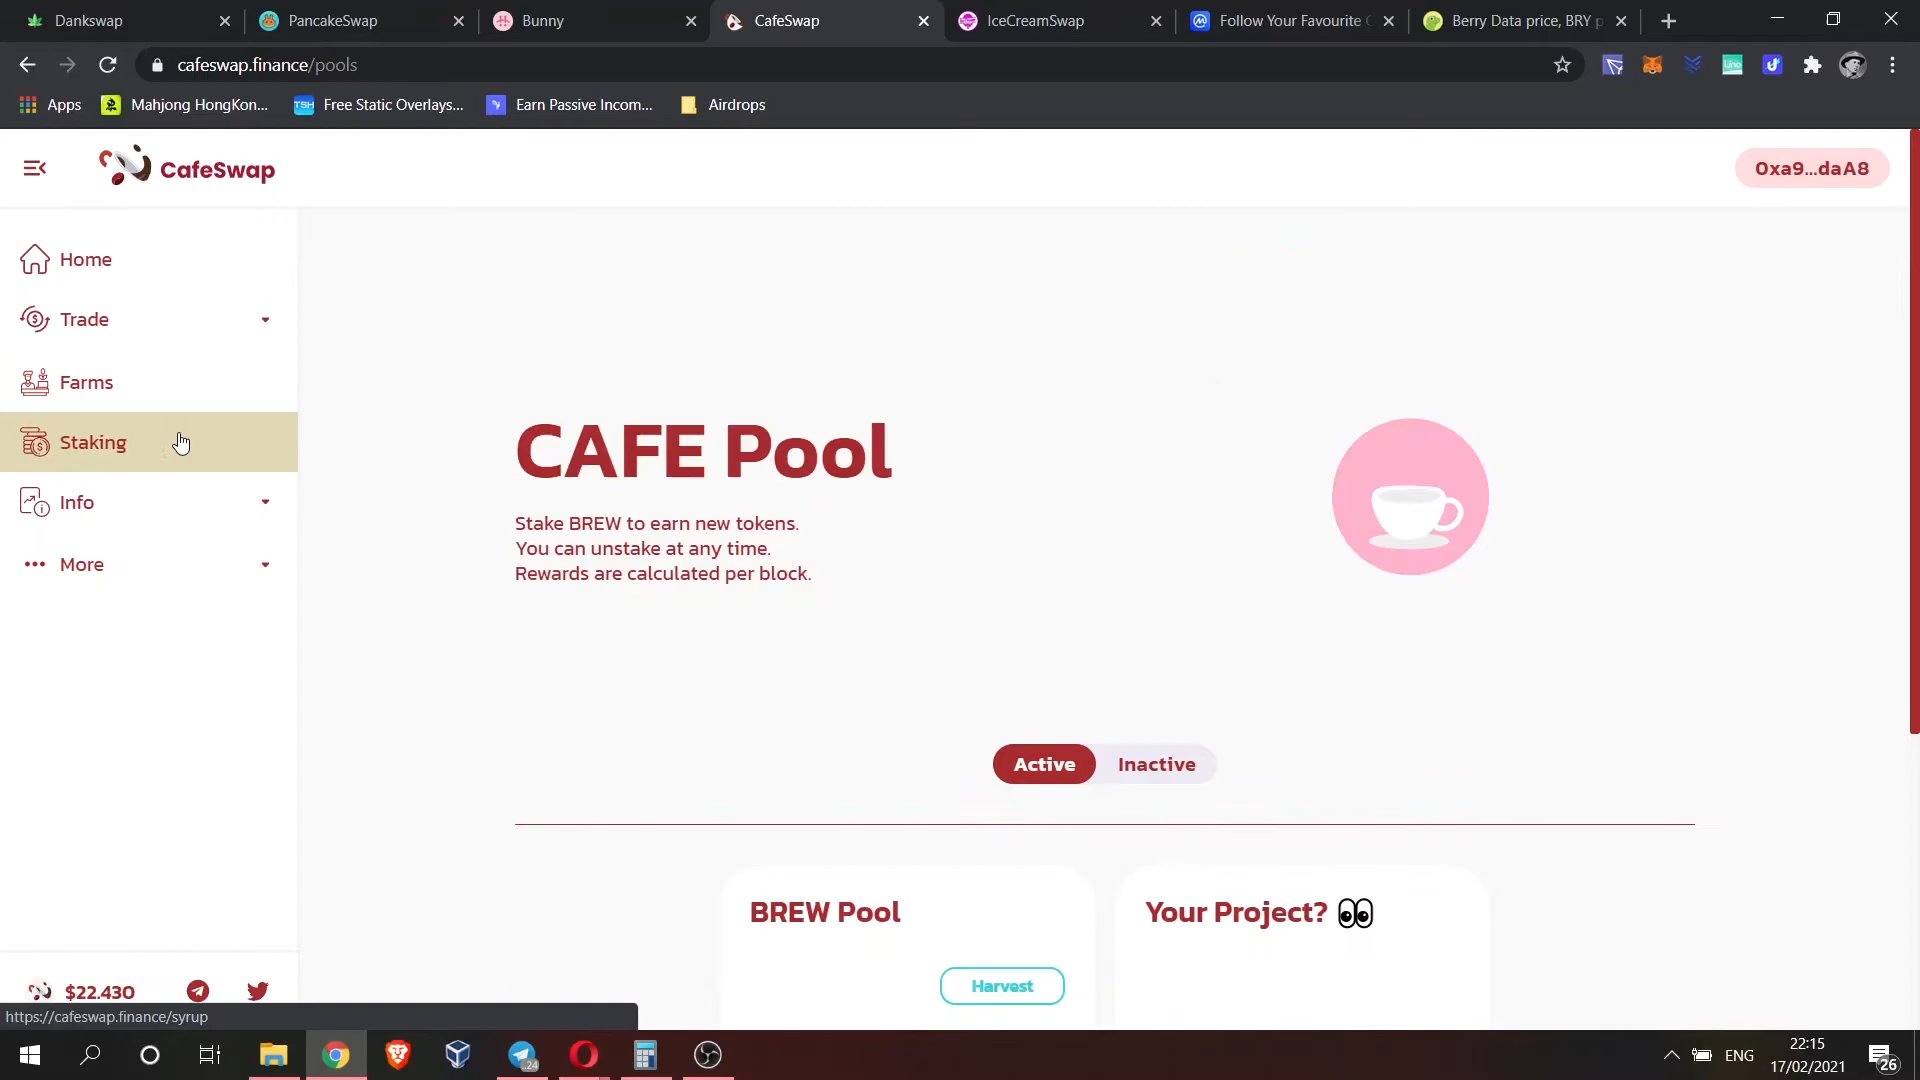 Dankswap
PancakeSwap
Bunny
CafeSwap
IceCreamSwap
Follow Your Favourite
Berry Data price, BRY p
cafeswap.finance/pools
Apps
Mahjong HongKon...
TSH
Free Static Overlays...
Earn Passive Incom...
Airdrops
CafeSwap
0xa9...daA8
Home
Trade
Farms
Staking
Info
More
CAFE Pool
Stake BREW to earn new tokens.
You can unstake at any time.
Rewards are calculated per block.
Active
Inactive
BREW Pool
Your Project? 👀
Harvest
$22.430
https://cafeswap.finance/syrup
24
ENG
22:15
17/02/2021
26